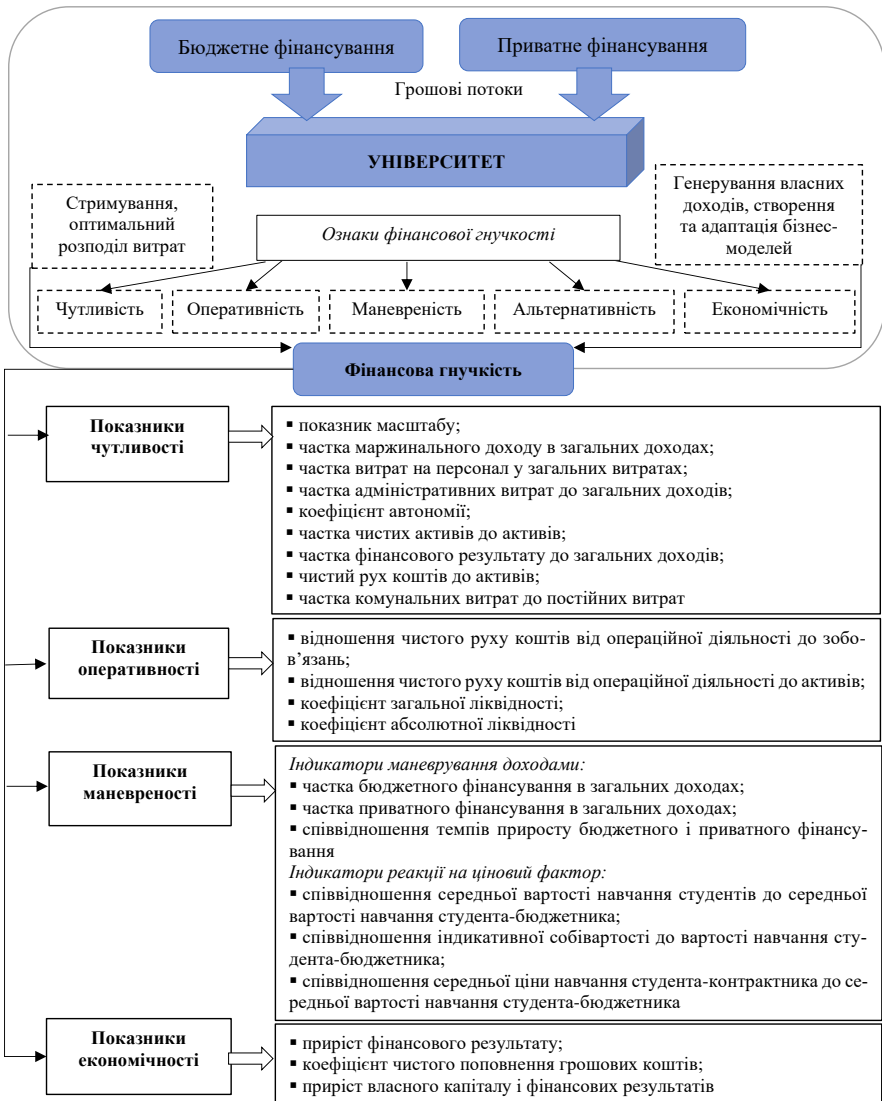 Бюджетне фінансування
Приватне фінансування
Грошові потоки
УНІВЕРСИТЕТ
Стримування,
оптимальний
розподіл витрат
Генерування власних
доходів, створення
та адаптація бізнес-
моделей
Ознаки фінансової гнучкості
Чутливість
Оперативність
Маневреність
Альтернативність
Економічність
Фінансова гнучкість
Показники
чутливості
▪ показник масштабу;
▪ частка маржинального доходу в загальних доходах;
▪ частка витрат на персонал у загальних витратах;
▪ частка адміністративних витрат до загальних доходів;
▪ коефіцієнт автономії;
▪ частка чистих активів до активів;
▪ частка фінансового результату до загальних доходів;
▪ чистий рух коштів до активів;
▪ частка комунальних витрат до постійних витрат
Показники
оперативності
▪ відношення чистого руху коштів від операційної діяльності до зобо-
в’язань;
▪ відношення чистого руху коштів від операційної діяльності до активів;
▪ коефіцієнт загальної ліквідності;
▪ коефіцієнт абсолютної ліквідності
Показники
маневреності
Індикатори маневрування доходами:
▪ частка бюджетного фінансування в загальних доходах;
▪ частка приватного фінансування в загальних доходах;
▪ співвідношення темпів приросту бюджетного і приватного фінансу-
вання
Індикатори реакції на ціновий фактор:
▪ співвідношення середньої вартості навчання студентів до середньої
вартості навчання студента-бюджетника;
▪ співвідношення індикативної собівартості до вартості навчання сту-
дента-бюджетника;
▪ співвідношення середньої ціни навчання студента-контрактника до се-
редньої вартості навчання студента-бюджетника
Показники
економічності
▪ приріст фінансового результату;
▪ коефіцієнт чистого поповнення грошових коштів;
▪ приріст власного капіталу і фінансових результатів